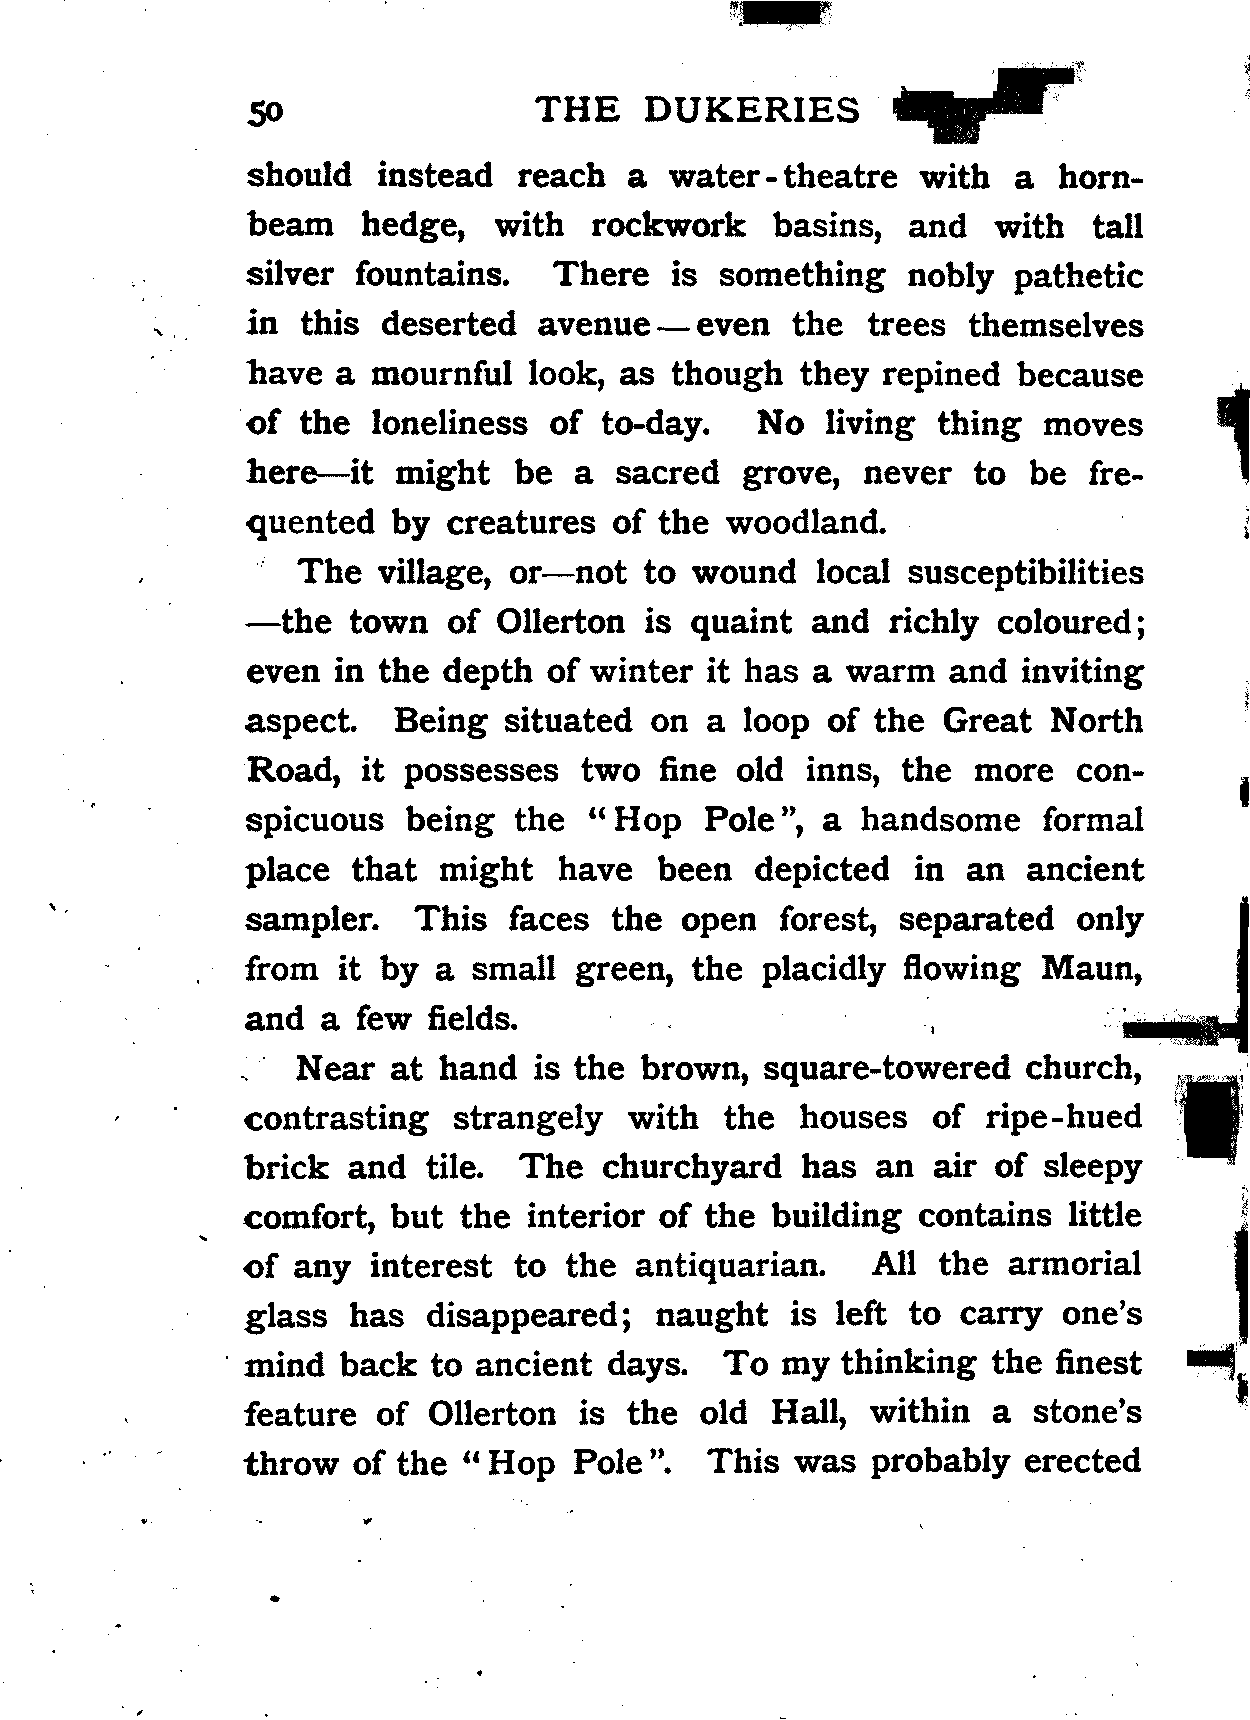 50 THE DUKERIES
should instead reach a water-theatre with a horn-
beam hedge, with rockwork basins, and with tall
silver fountains. There is something nobly pathetic
in this deserted avenue—even the trees themselves
have a mournful look, as though they repined because
of the loneliness of to-day. No living thing moves
here—it might be a sacred grove, never to be fre-
quented by creatures of the woodland.
The village, or—not to wound local susceptibilities
—the town of Ollerton is quaint and richly coloured;
even in the depth of winter it has a warm and inviting
aspect. Being situated on a loop of the Great North
Road, it possesses two fine old inns, the more con-
spicuous being the "Hop Pole", a handsome formal
place that might have been depicted in an ancient
sampler. This faces the open forest, separated only
from it by a small green, the placidly flowing Maun,
and a few fields.
Near at hand is the brown, square-towered church,
contrasting strangely with the houses of ripe-hued
brick and tile. The churchyard has an air of sleepy
comfort, but the interior of the building contains little
of any interest to the antiquarian. All the armorial
glass has disappeared; naught is left to carry one's
mind back to ancient days. To my thinking the finest
feature of Ollerton is the old Hall, within a stone's
throw of the "Hop Pole". This was probably erected